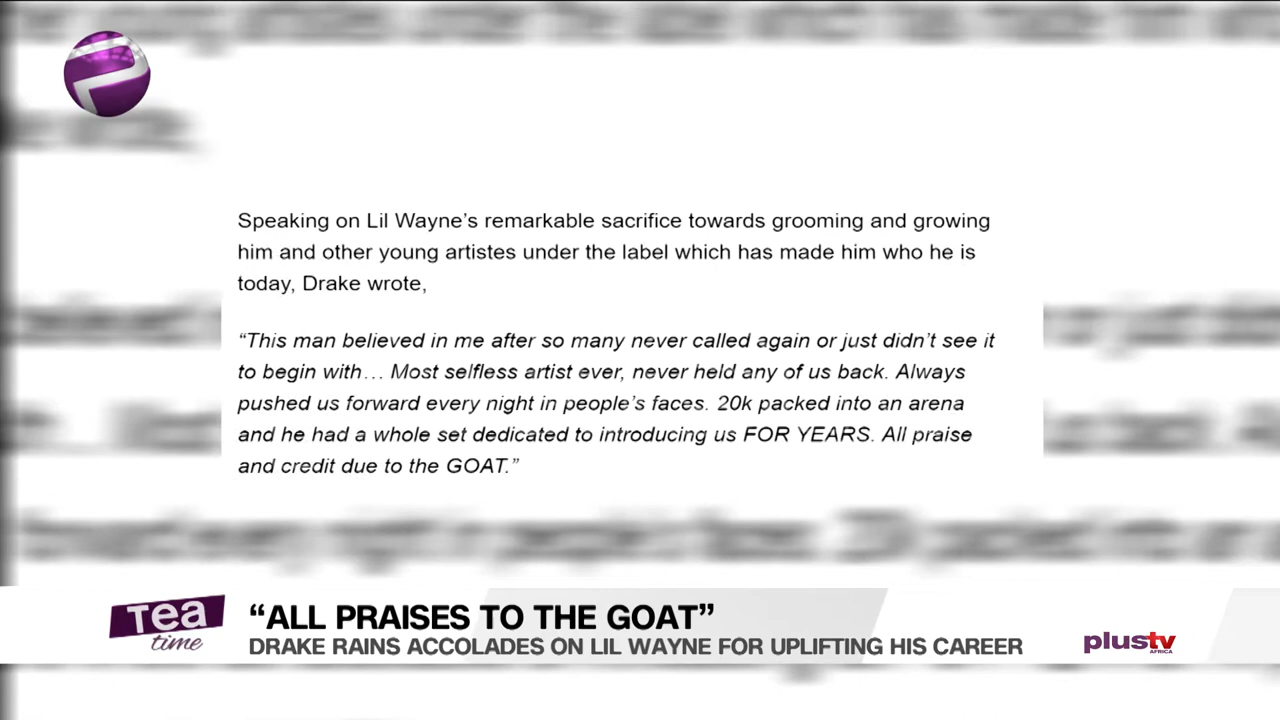 Speaking on Lil Wayne's remarkable sacrifice towards grooming and growing
him and other young artistes under the label which has made him who he is
today, Drake wrote,
“This man believed in me after so many never called again or just didn't see it
to begin with… Most selfless artist ever, never held any of us back. Always
pushed us forward every night in people's faces. 20k packed into an arena
and he had a whole set dedicated to introducing us FOR YEARS. All praise
and credit due to the GOAT.”
Tea
time
“ALL PRAISES TO THE GOAT”
DRAKE RAINS ACCOLADES ON LIL WAYNE FOR UPLIFTING HIS CAREER
plustv
AFRICA